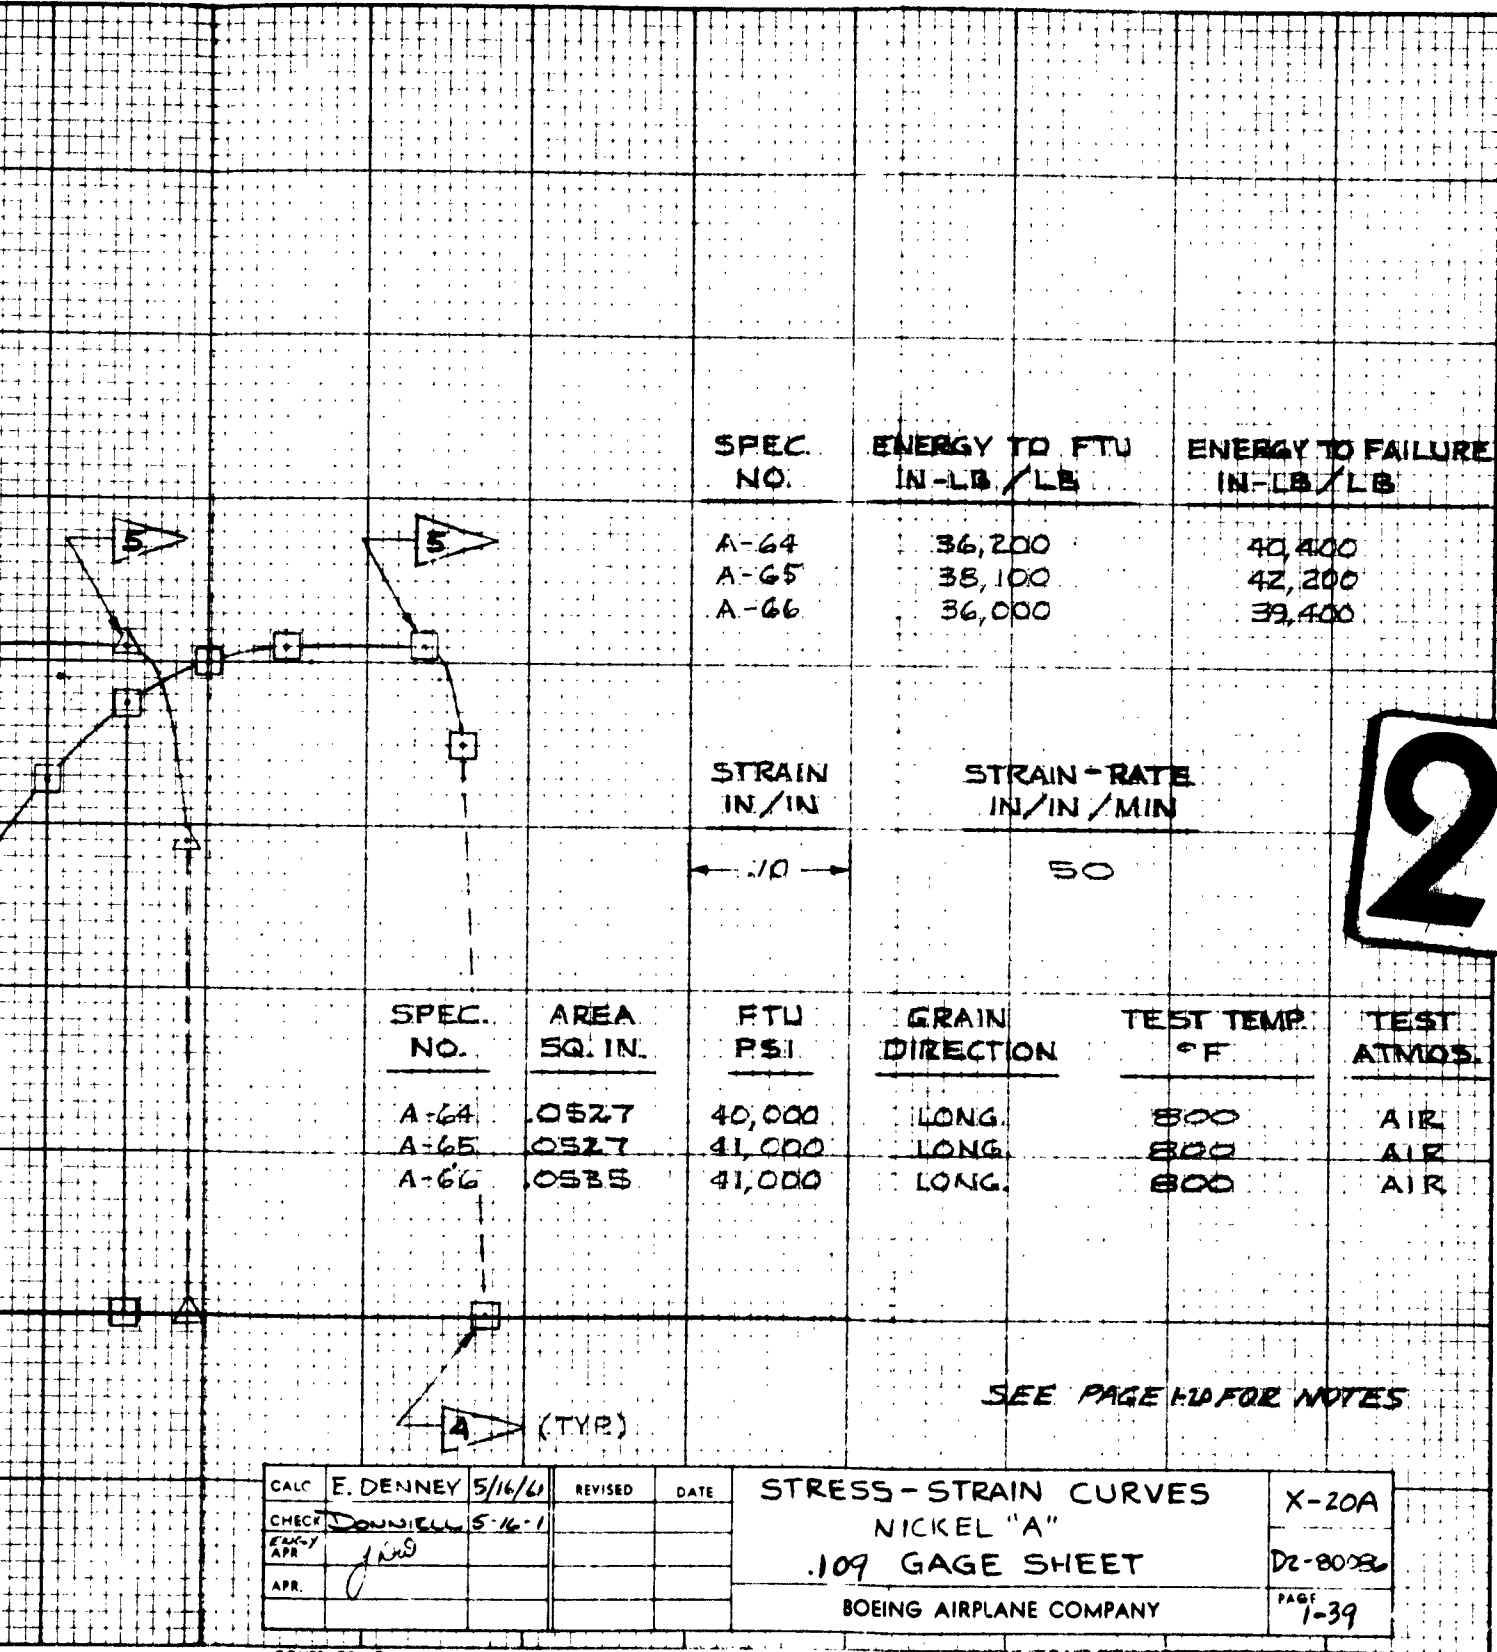 SPEC. ENERGY TO FTU ENERGY TO FAILURE
NO. IN-LB/LB IN-LB/LB
5 5
A-64 36,200 40,400
A-65 38,100 42,200
A-66 36,000 39,400
2
STRAIN STRAIN-RATE
IN/IN IN/IN/MIN
.10 50
SPEC. AREA FTU GRAIN TEST TEMP. TEST
NO. SQ. IN. PSI DIRECTION °F ATMOS.
A-64 .0527 40,000 LONG. 800 AIR
A-65 .0527 41,000 LONG. 800 AIR
A-66 .0535 41,000 LONG. 800 AIR
SEE PAGE FOR NOTES
4 (TYP.)
CALC E. DENNEY 5/16/61 REVISED DATE
CHECK DONNIELL 5-16-1
APR
APR.
STRESS-STRAIN CURVES
NICKEL "A"
.109 GAGE SHEET
BOEING AIRPLANE COMPANY
X-20A
PAGE 1-39